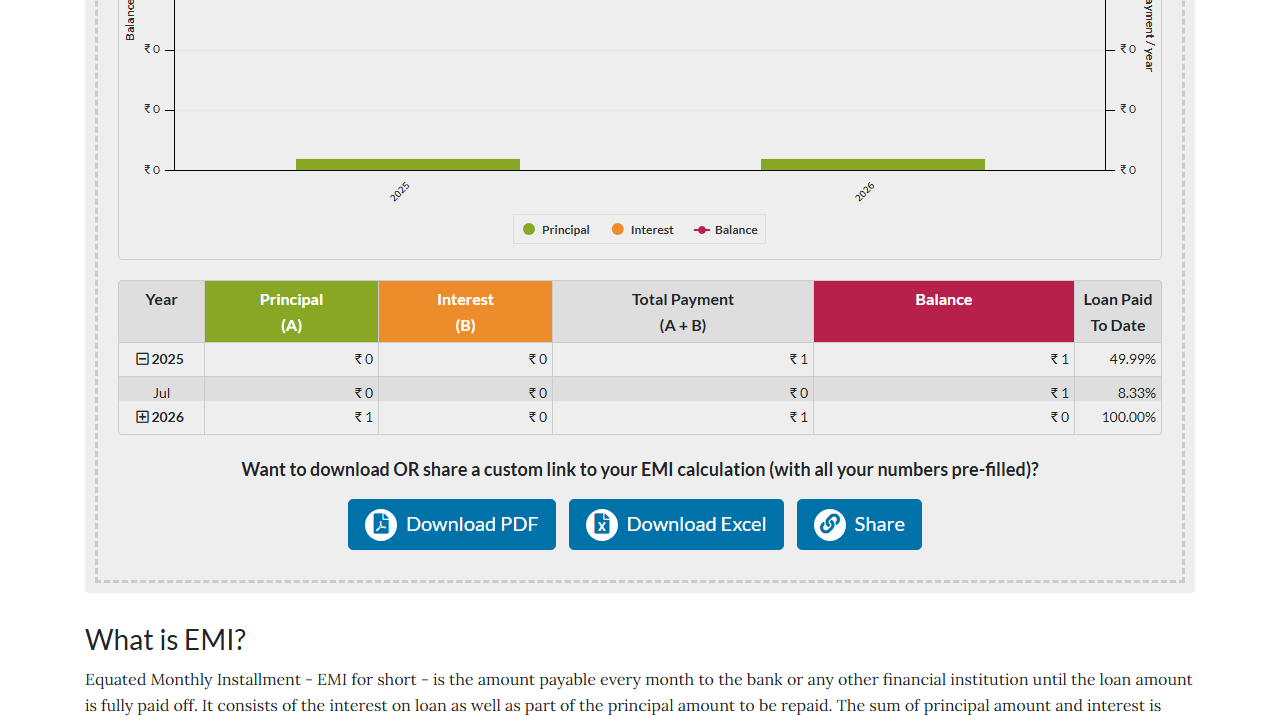 Balance
ayment / year
₹ 0
₹ 0
₹ 0
₹ 0
₹ 0
₹ 0
2025
2026
Principal Interest Balance
Year Principal (A) Interest (B) Total Payment (A + B) Balance Loan Paid To Date
2025 ₹ 0 ₹ 0 ₹ 1 ₹ 1 49.99%
Jul ₹ 0 ₹ 0 ₹ 0 ₹ 1 8.33%
2026 ₹ 1 ₹ 0 ₹ 1 ₹ 0 100.00%
Want to download OR share a custom link to your EMI calculation (with all your numbers pre-filled)?
Download PDF Download Excel Share
What is EMI?
Equated Monthly Installment - EMI for short - is the amount payable every month to the bank or any other financial institution until the loan amount
is fully paid off. It consists of the interest on loan as well as part of the principal amount to be repaid. The sum of principal amount and interest is